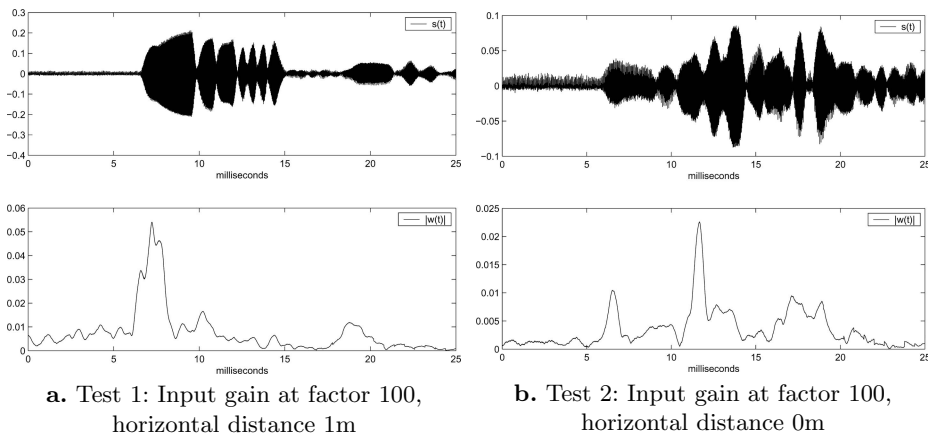 0.3
0.2
0.1
0
−0.1
−0.2
−0.3
−0.4
s(t)
0 5 10 15 20 25
milliseconds
0.06
0.05
0.04
0.03
0.02
0.01
0
|w(t)|
0 5 10 15 20 25
milliseconds
a. Test 1: Input gain at factor 100,
horizontal distance 1m
0.1
0.05
0
−0.05
−0.1
s(t)
0 5 10 15 20 25
milliseconds
0.025
0.02
0.015
0.01
0.005
0
|w(t)|
0 5 10 15 20 25
milliseconds
b. Test 2: Input gain at factor 100,
horizontal distance 0m